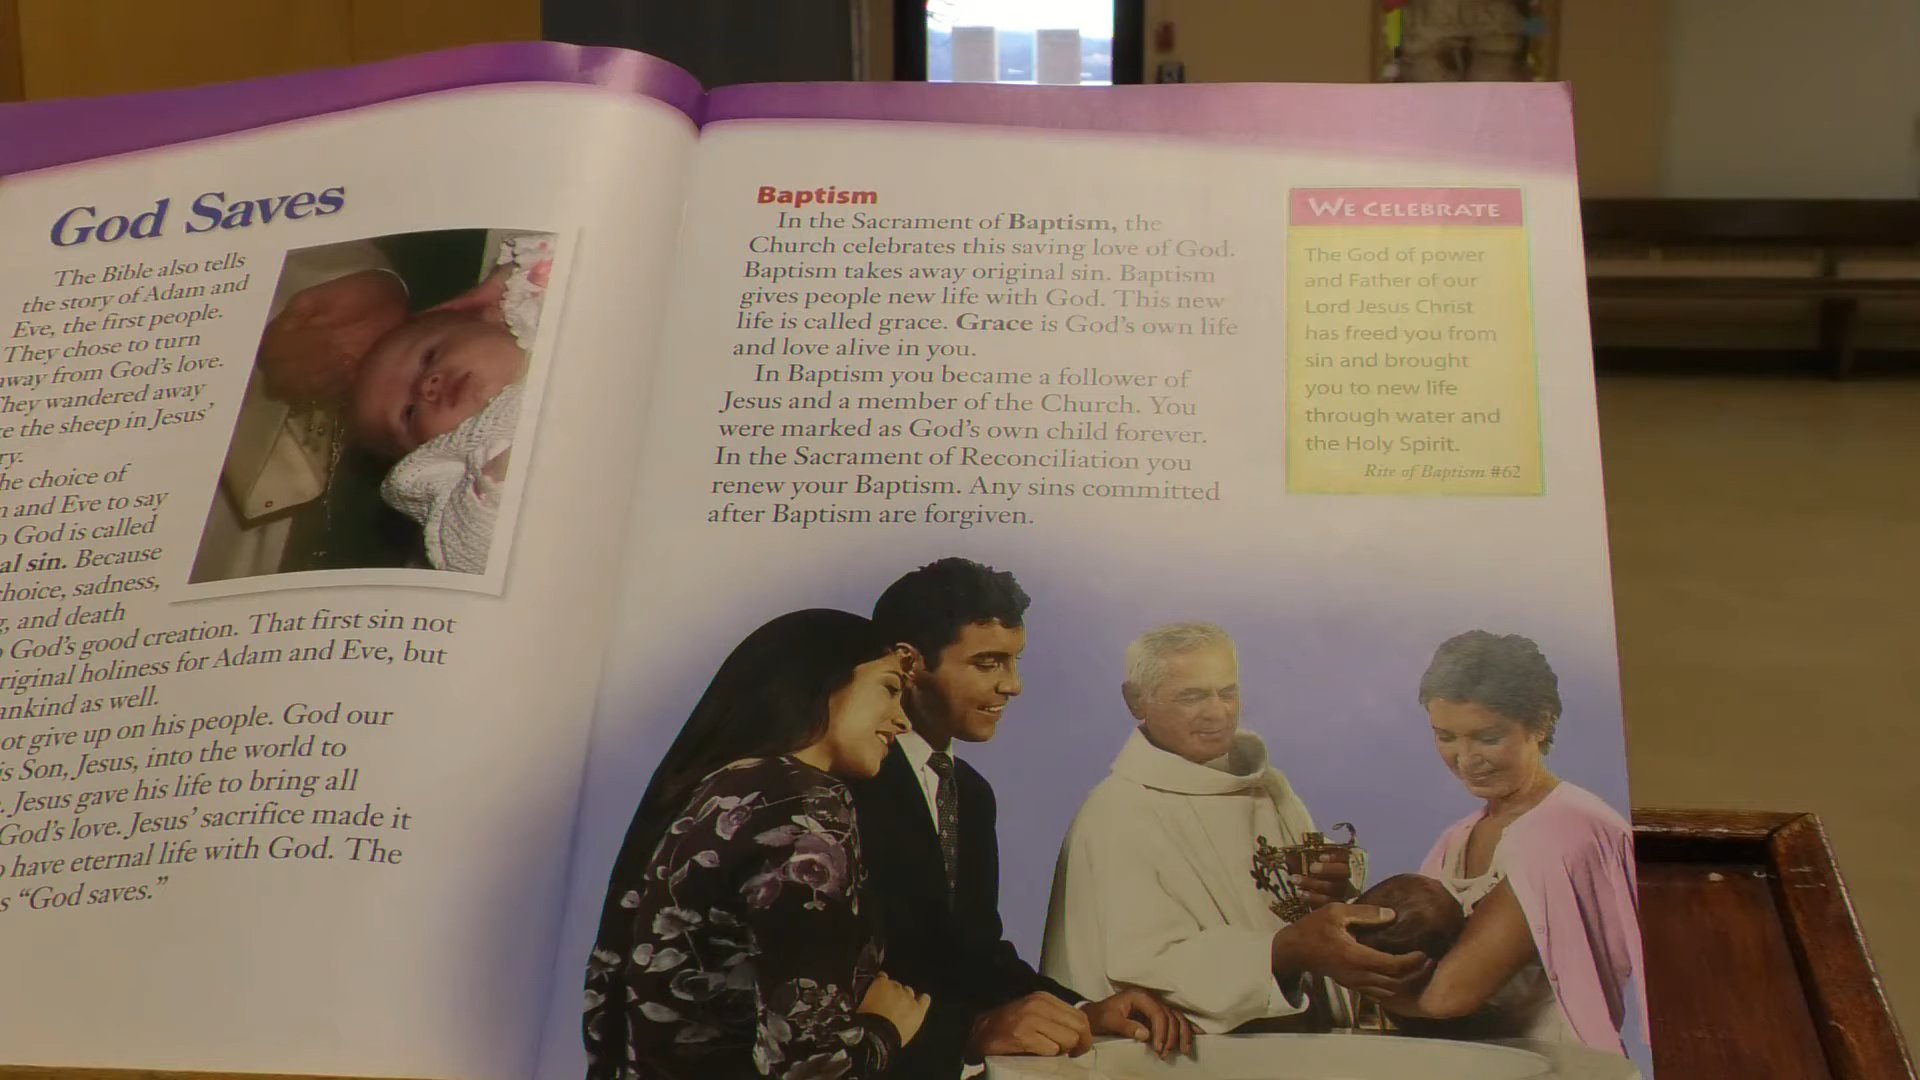 God Saves
The Bible also tells
the story of Adam and
Eve, the first people.
They chose to turn
away from God's love.
They wandered away
the sheep in Jesus'
choice of
and Eve to say
God is called
sin. Because
choice, sadness,
and death
God's good creation. That first sin not
holiness for Adam and Eve, but
as well.
give up on his people. God our
Son, Jesus, into the world to
Jesus gave his life to bring all
God's love. Jesus' sacrifice made it
have eternal life with God. The
"God saves."
Baptism
In the Sacrament of Baptism, the
Church celebrates this saving love of God.
Baptism takes away original sin. Baptism
gives people new life with God. This new
life is called grace. Grace is God's own life
and love alive in you.
In Baptism you became a follower of
Jesus and a member of the Church. You
were marked as God's own child forever.
In the Sacrament of Reconciliation you
renew your Baptism. Any sins committed
after Baptism are forgiven.
WE CELEBRATE
The God of power
and Father of our
Lord Jesus Christ
has freed you from
sin and brought
you to new life
through water and
the Holy Spirit.
Rite of Baptism #62
JESUS